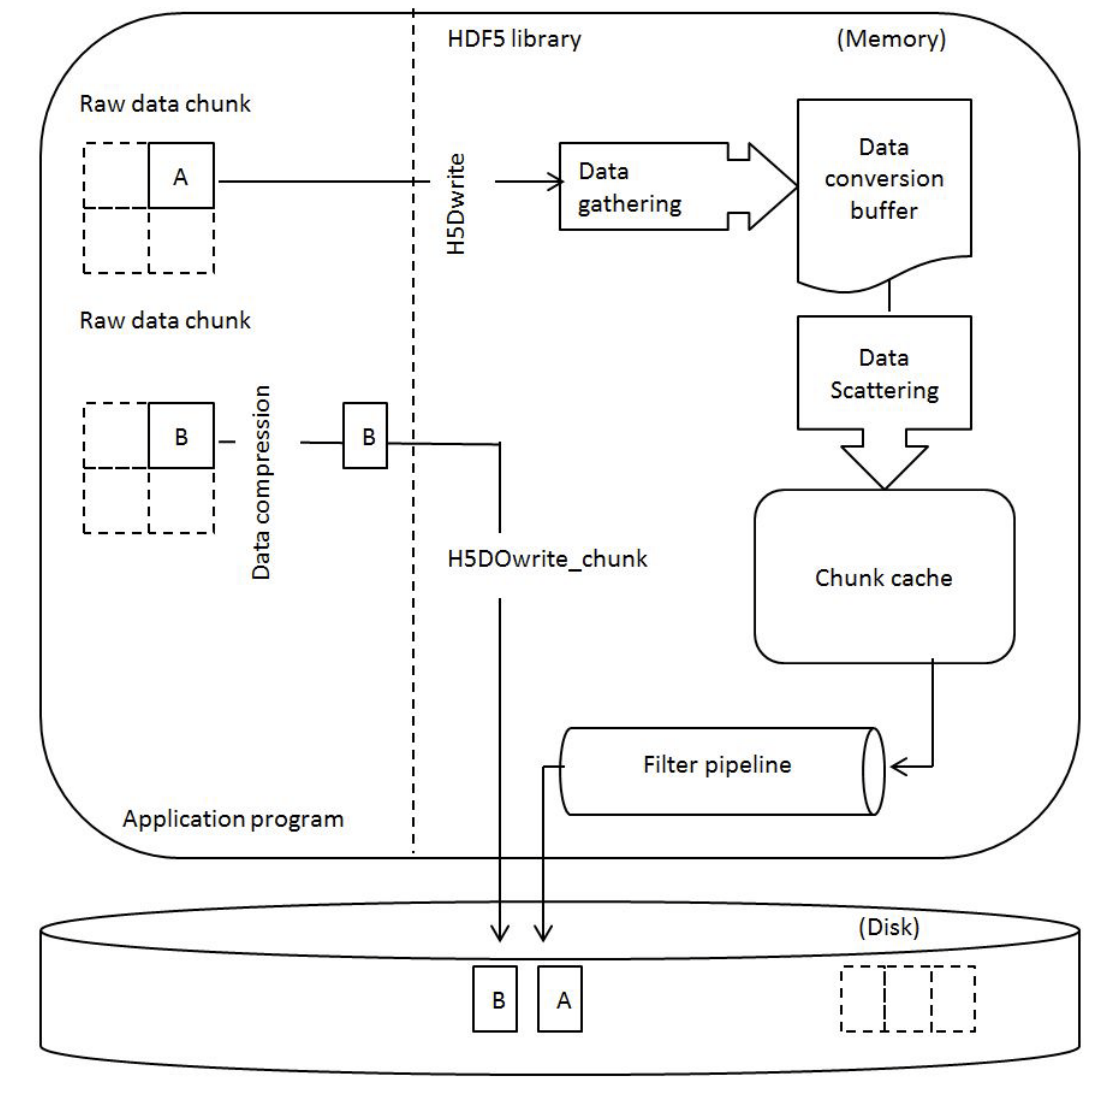 HDF5 library
(Memory)
Raw data chunk
A
H5Dwrite
Data
gathering
Data
conversion
buffer
Raw data chunk
Data
Scattering
B
Data compression
B
H5DOwrite_chunk
Chunk cache
Filter pipeline
Application program
(Disk)
B
A